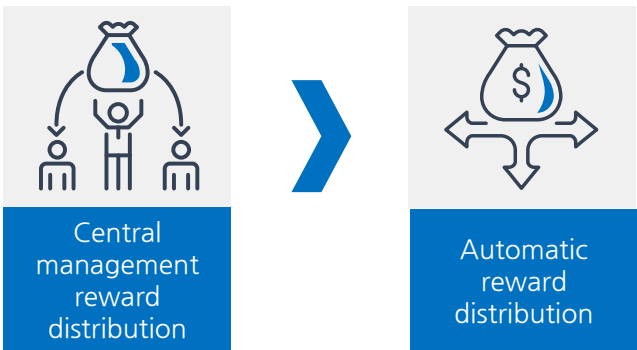 $
Central
management
reward
distribution
Automatic
reward
distribution